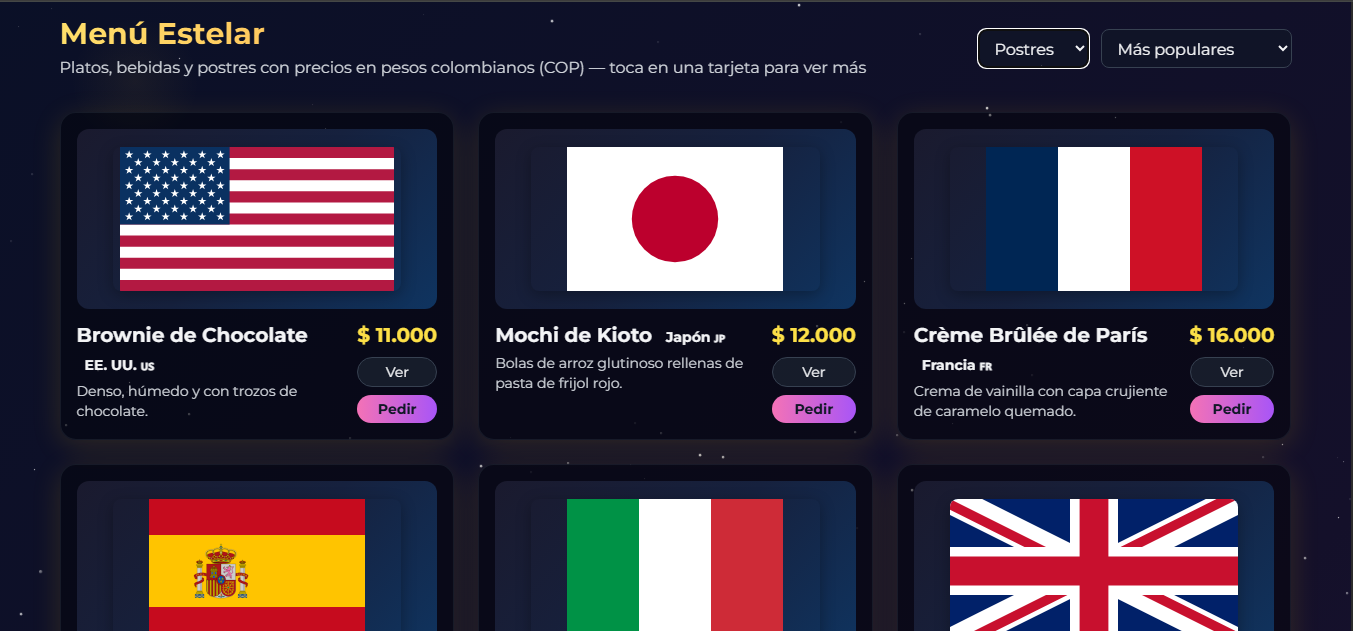 Menú Estelar
Platos, bebidas y postres con precios en pesos colombianos (COP) — toca en una tarjeta para ver más
Postres
Más populares
Brownie de Chocolate
EE. UU. US
Denso, húmedo y con trozos de
chocolate.
$ 11.000
Ver
Pedir
Mochi de Kioto Japón JP
Bolas de arroz glutinoso rellenas de
pasta de frijol rojo.
$ 12.000
Ver
Pedir
Crème Brûlée de París
Francia FR
Crema de vainilla con capa crujiente
de caramelo quemado.
$ 16.000
Ver
Pedir